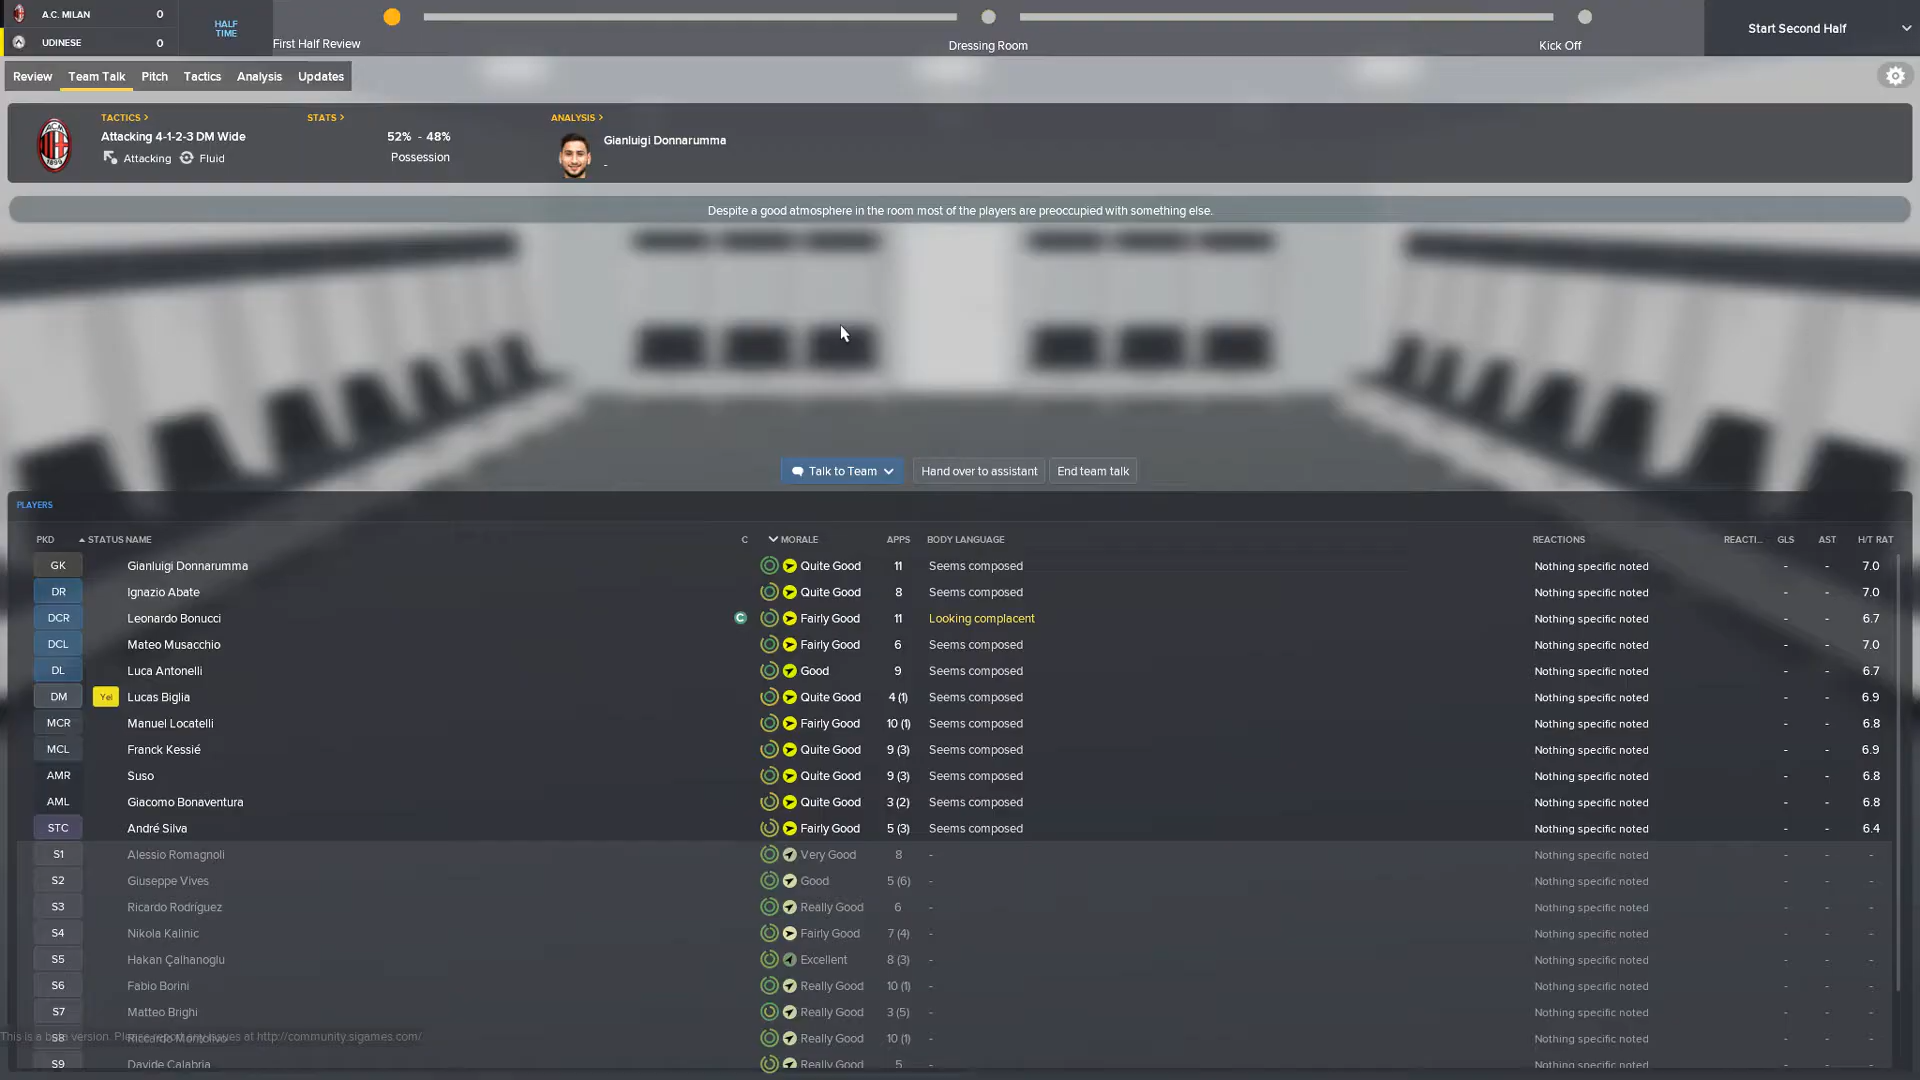 A.C. MILAN 0
UDINESE 0
HALF TIME
First Half Review
Dressing Room
Kick Off
Start Second Half
Review Team Talk Pitch Tactics Analysis Updates
TACTICS >
Attacking 4-1-2-3 DM Wide
Attacking Fluid
STATS >
52% - 48%
Possession
ANALYSIS >
Gianluigi Donnarumma
-
Despite a good atmosphere in the room most of the players are preoccupied with something else.
Talk to Team Hand over to assistant End team talk
PLAYERS
PKD STATUS NAME C MORALE APPS BODY LANGUAGE REACTIONS REACTI... GLS AST H/T RAT
GK Gianluigi Donnarumma Quite Good 11 Seems composed Nothing specific noted - - 7.0
DR Ignazio Abate Quite Good 8 Seems composed Nothing specific noted - - 7.0
DCR Leonardo Bonucci C Fairly Good 11 Looking complacent Nothing specific noted - - 6.7
DCL Mateo Musacchio Fairly Good 6 Seems composed Nothing specific noted - - 7.0
DL Luca Antonelli Good 9 Seems composed Nothing specific noted - - 6.7
DM Yel Lucas Biglia Quite Good 4 (1) Seems composed Nothing specific noted - - 6.9
MCR Manuel Locatelli Fairly Good 10 (1) Seems composed Nothing specific noted - - 6.8
MCL Franck Kessié Quite Good 9 (3) Seems composed Nothing specific noted - - 6.9
AMR Suso Quite Good 9 (3) Seems composed Nothing specific noted - - 6.8
AML Giacomo Bonaventura Quite Good 3 (2) Seems composed Nothing specific noted - - 6.8
STC André Silva Fairly Good 5 (3) Seems composed Nothing specific noted - - 6.4
S1 Alessio Romagnoli Very Good 8 - Nothing specific noted - - -
S2 Giuseppe Vives Good 5 (6) - Nothing specific noted - - -
S3 Ricardo Rodríguez Really Good 6 - Nothing specific noted - - -
S4 Nikola Kalinic Fairly Good 7 (4) - Nothing specific noted - - -
S5 Hakan Çalhanoglu Excellent 8 (3) - Nothing specific noted - - -
S6 Fabio Borini Really Good 10 (1) - Nothing specific noted - - -
S7 Matteo Brighi Really Good 3 (5) - Nothing specific noted - - -
This is a beta version. Please report any issues at http://community.sigames.com/
S8 Riccardo Montolivo Really Good 10 (1) - Nothing specific noted - - -
S9 Davide Calabria Really Good 5 - Nothing specific noted - - -